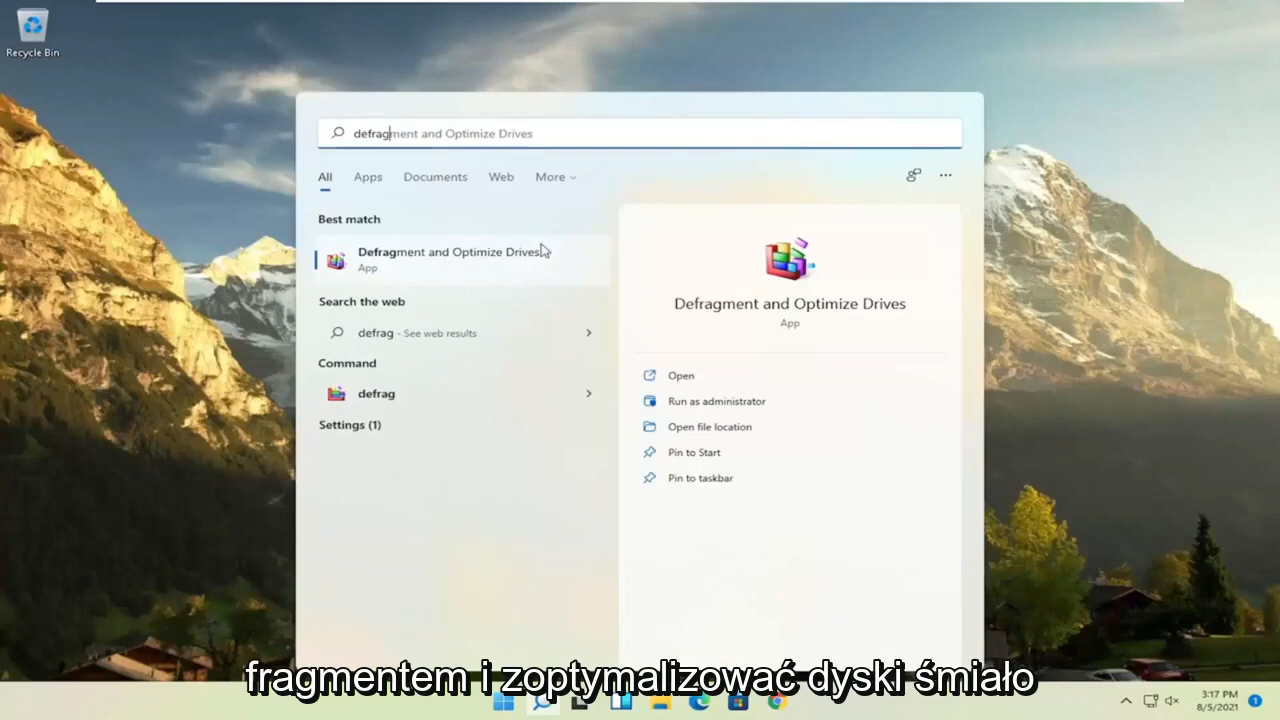 Recycle Bin
defragment and Optimize Drives
All Apps Documents Web More
Best match
Defragment and Optimize Drives
App
Search the web
defrag - See web results
Command
defrag
Settings (1)
Defragment and Optimize Drives
App
Open
Run as administrator
Open file location
Pin to Start
Pin to taskbar
fragmentem i zoptymalizować dyski śmiało
3:17 PM
8/5/2021
1